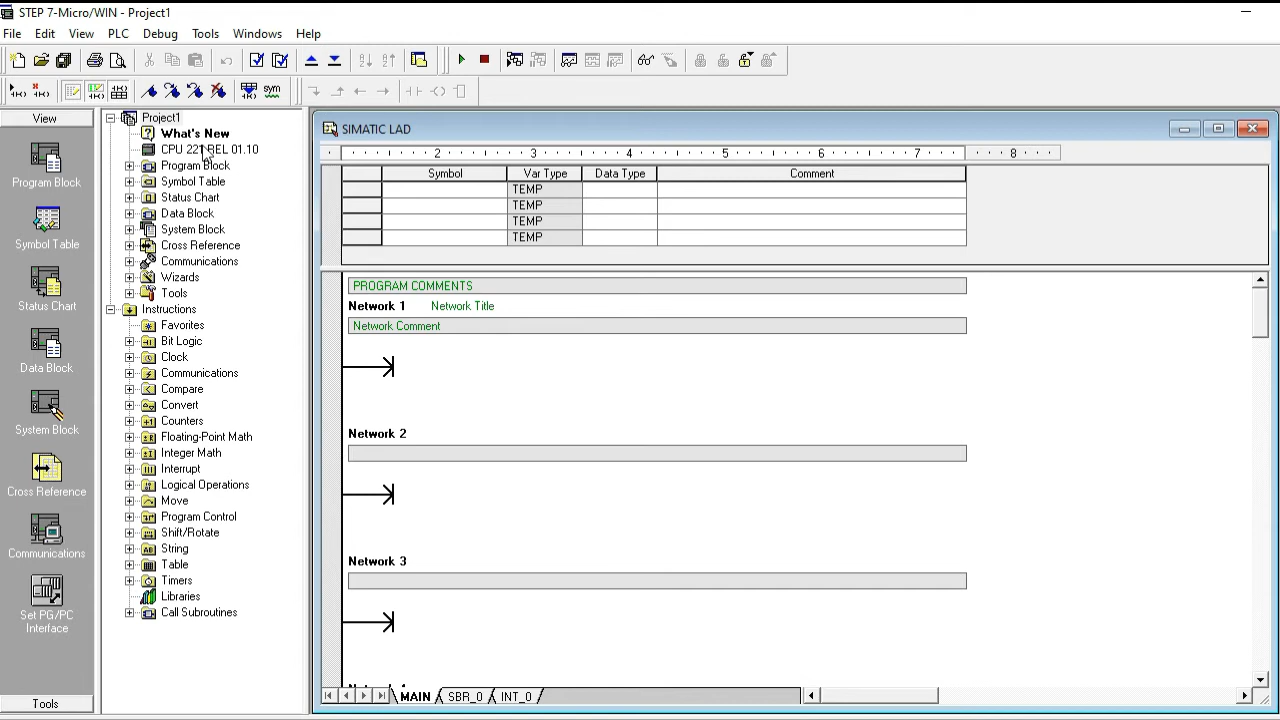 STEP 7-Micro/WIN - Project1
File Edit View PLC Debug Tools Windows Help
View
Program Block
Symbol Table
Status Chart
Data Block
System Block
Cross Reference
Communications
Set PG/PC
Interface
Tools
Project1
What's New
CPU 221 REL 01.10
Program Block
Symbol Table
Status Chart
Data Block
System Block
Cross Reference
Communications
Wizards
Tools
Instructions
Favorites
Bit Logic
Clock
Communications
Compare
Convert
Counters
Floating-Point Math
Integer Math
Interrupt
Logical Operations
Move
Program Control
Shift/Rotate
String
Table
Timers
Libraries
Call Subroutines
SIMATIC LAD
2 3 4 5 6 7 8
Symbol Var Type Data Type Comment
TEMP
TEMP
TEMP
TEMP
PROGRAM COMMENTS
Network 1 Network Title
Network Comment
Network 2
Network 3
MAIN SBR_0 INT_0